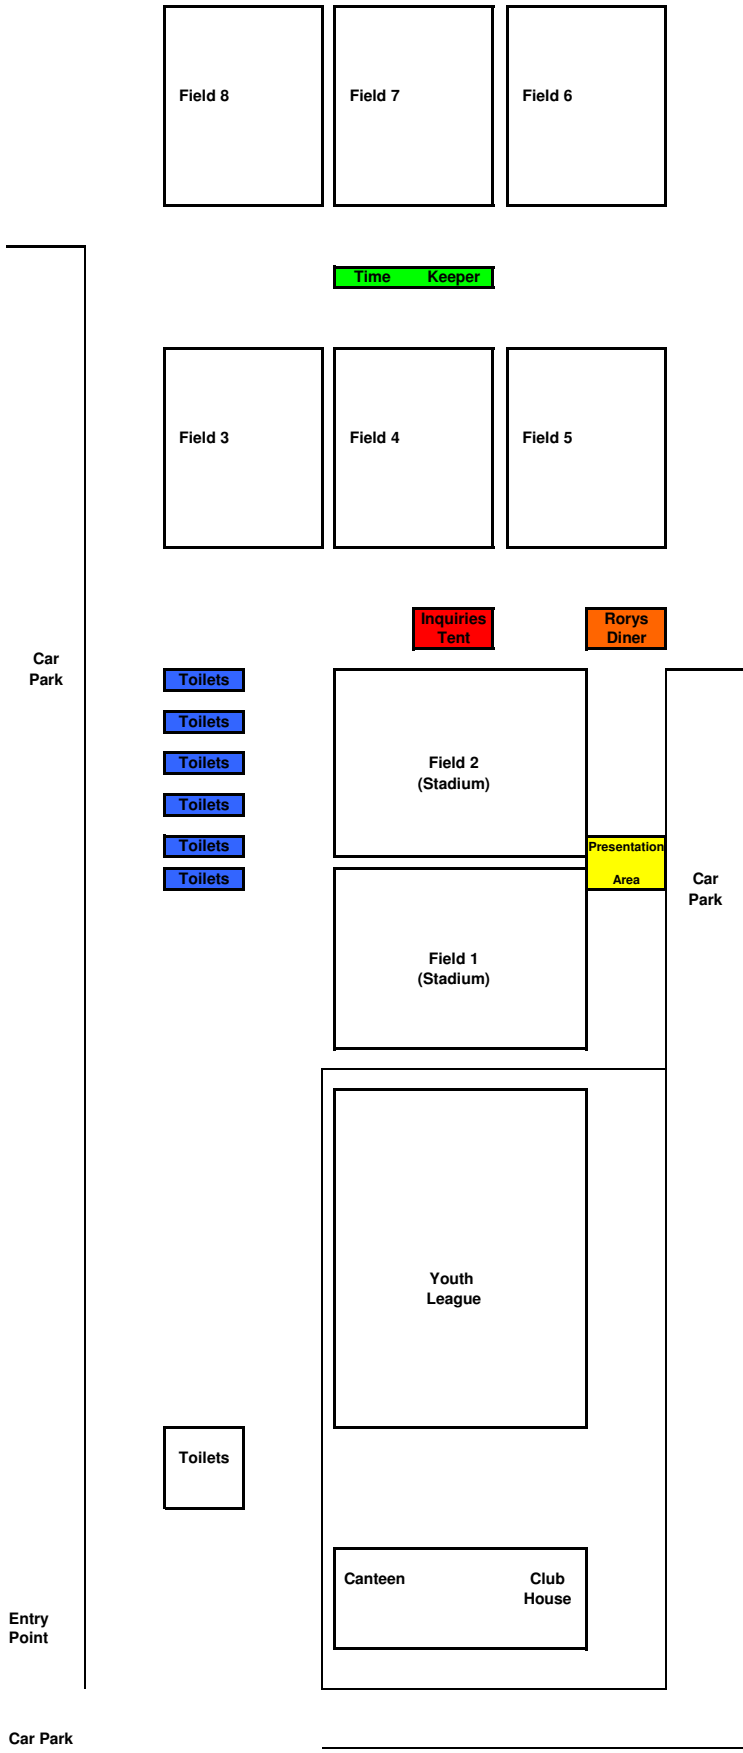 Field 8
Field 7
Field 6
Time Keeper
Field 3
Field 4
Field 5
Inquiries
Tent
Rorys
Diner
Car
Park
Toilets
Toilets
Toilets
Toilets
Toilets
Toilets
Field 2
(Stadium)
Presentation
Area
Car
Park
Field 1
(Stadium)
Youth
League
Toilets
Canteen
Club
House
Entry
Point
Car Park